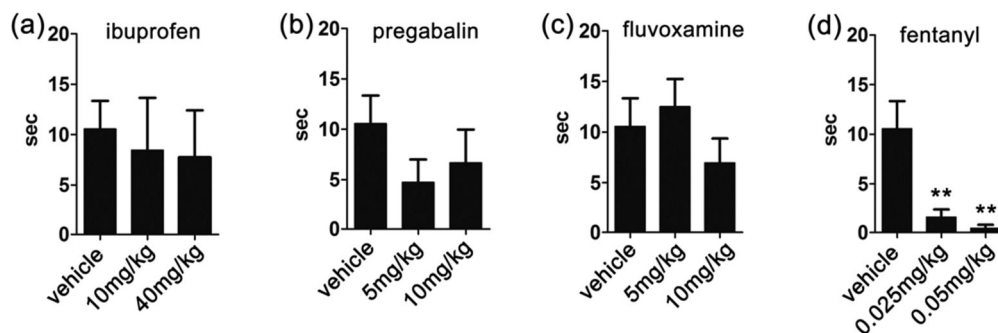 (a) ibuprofen
20
15
10
5
0
sec
vehicle
10mg/kg
40mg/kg
(b) pregabalin
20
15
10
5
0
sec
vehicle
5mg/kg
10mg/kg
(c) fluvoxamine
20
15
10
5
0
sec
vehicle
5mg/kg
10mg/kg
(d) fentanyl
20
15
10
5
0
sec
**
**
vehicle
0.025mg/kg
0.05mg/kg